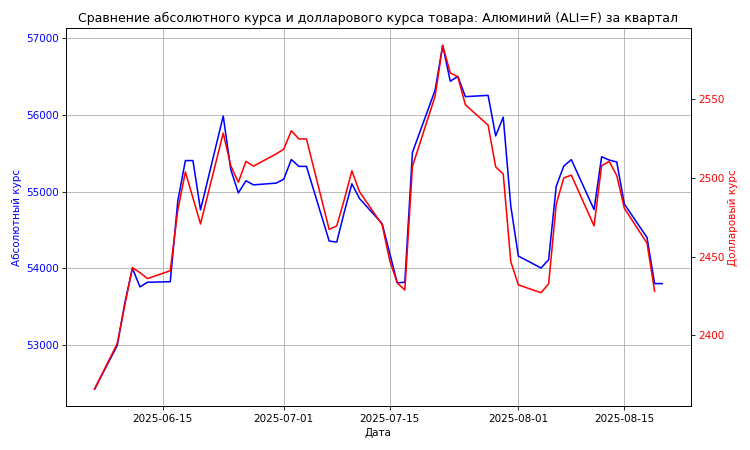 Сравнение абсолютного курса и долларового курса товара: Алюминий (ALI=F) за квартал
57000
56000
55000
54000
53000
Абсолютный курс
2550
2500
2450
2400
Долларовый курс
2025-06-15 2025-07-01 2025-07-15 2025-08-01 2025-08-15
Дата